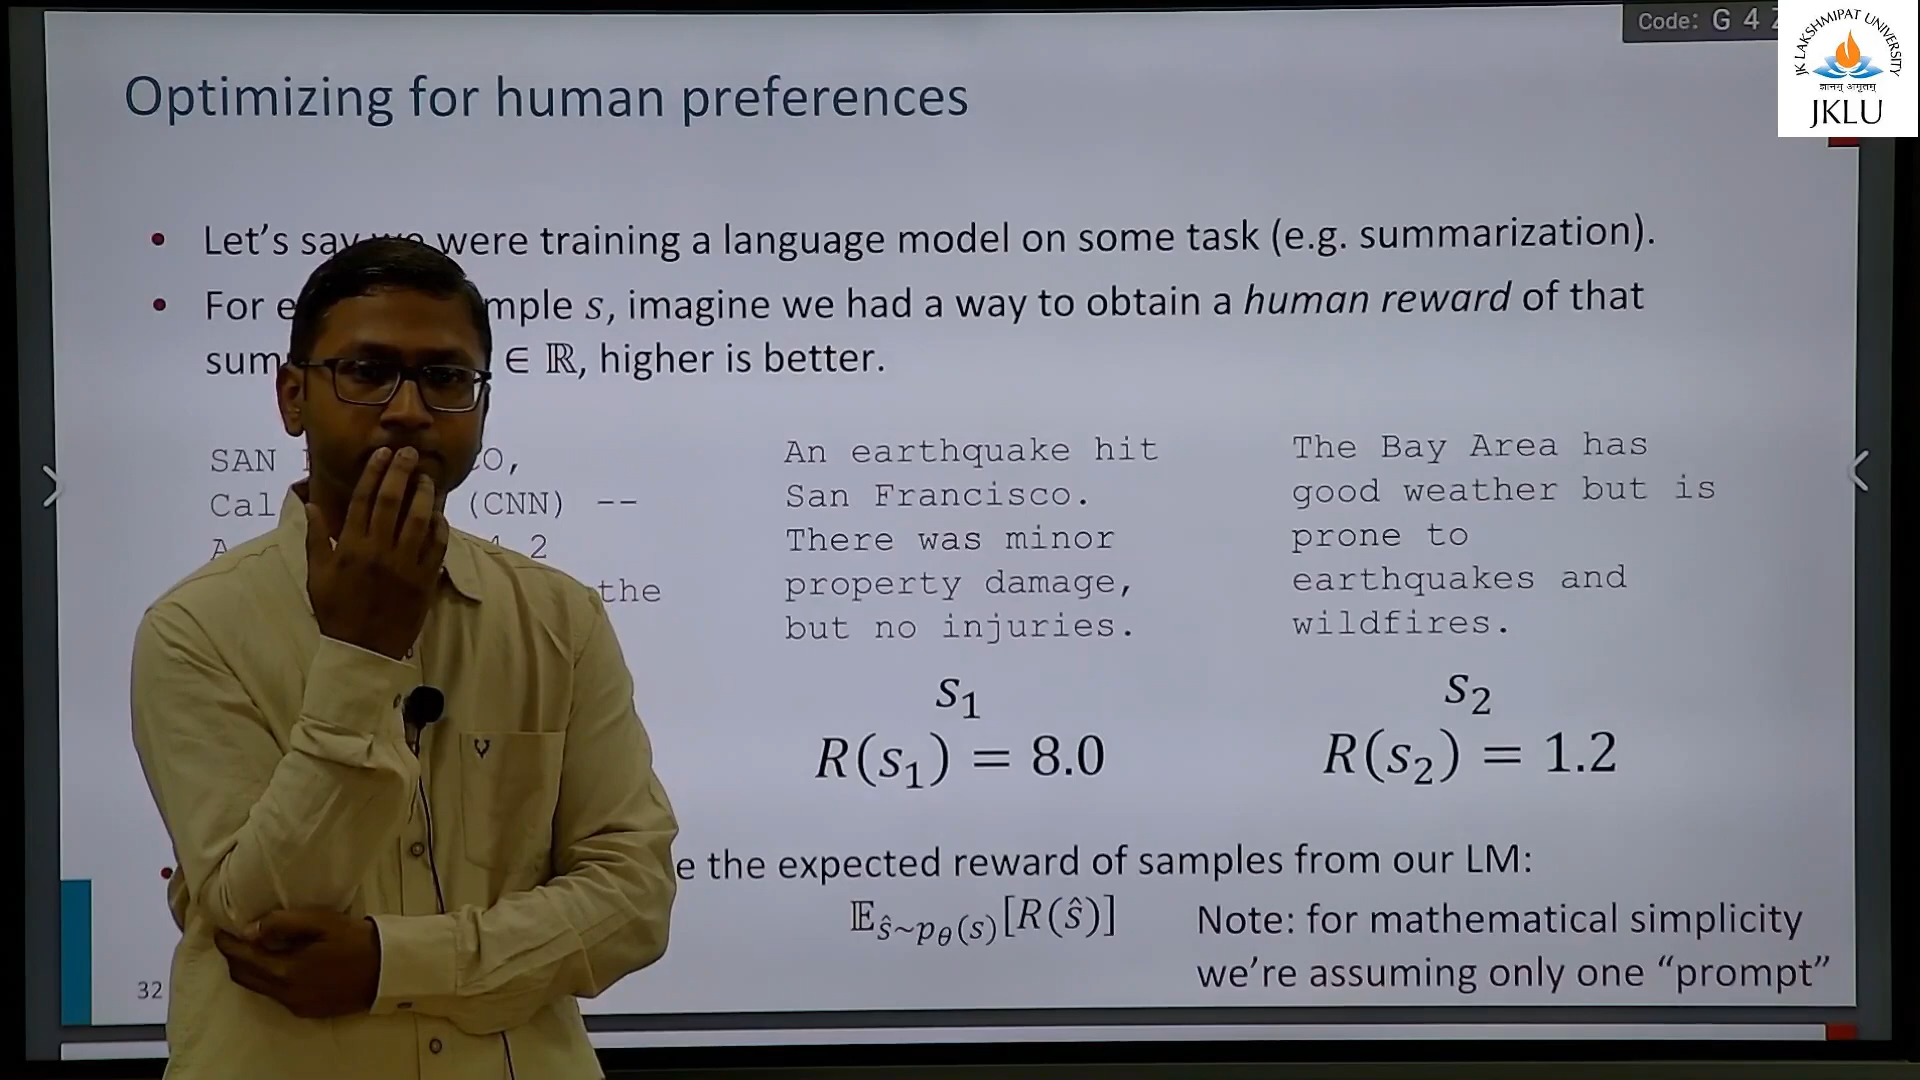 Code: G 4
JK LAKSHMIPAT UNIVERSITY
ज्ञानम् अमृतम्
JKLU
Optimizing for human preferences
• Let's say we were training a language model on some task (e.g. summarization).
• For mple s, imagine we had a way to obtain a human reward of that
sum ∈ ℝ, higher is better.
SAN O,
Cal (CNN) --
A 2
the
An earthquake hit
San Francisco.
There was minor
property damage,
but no injuries.
s₁
R(s₁) = 8.0
The Bay Area has
good weather but is
prone to
earthquakes and
wildfires.
s₂
R(s₂) = 1.2
• e the expected reward of samples from our LM:
𝔼ŝ~pθ(s)[R(ŝ)]
Note: for mathematical simplicity
we're assuming only one “prompt”
32